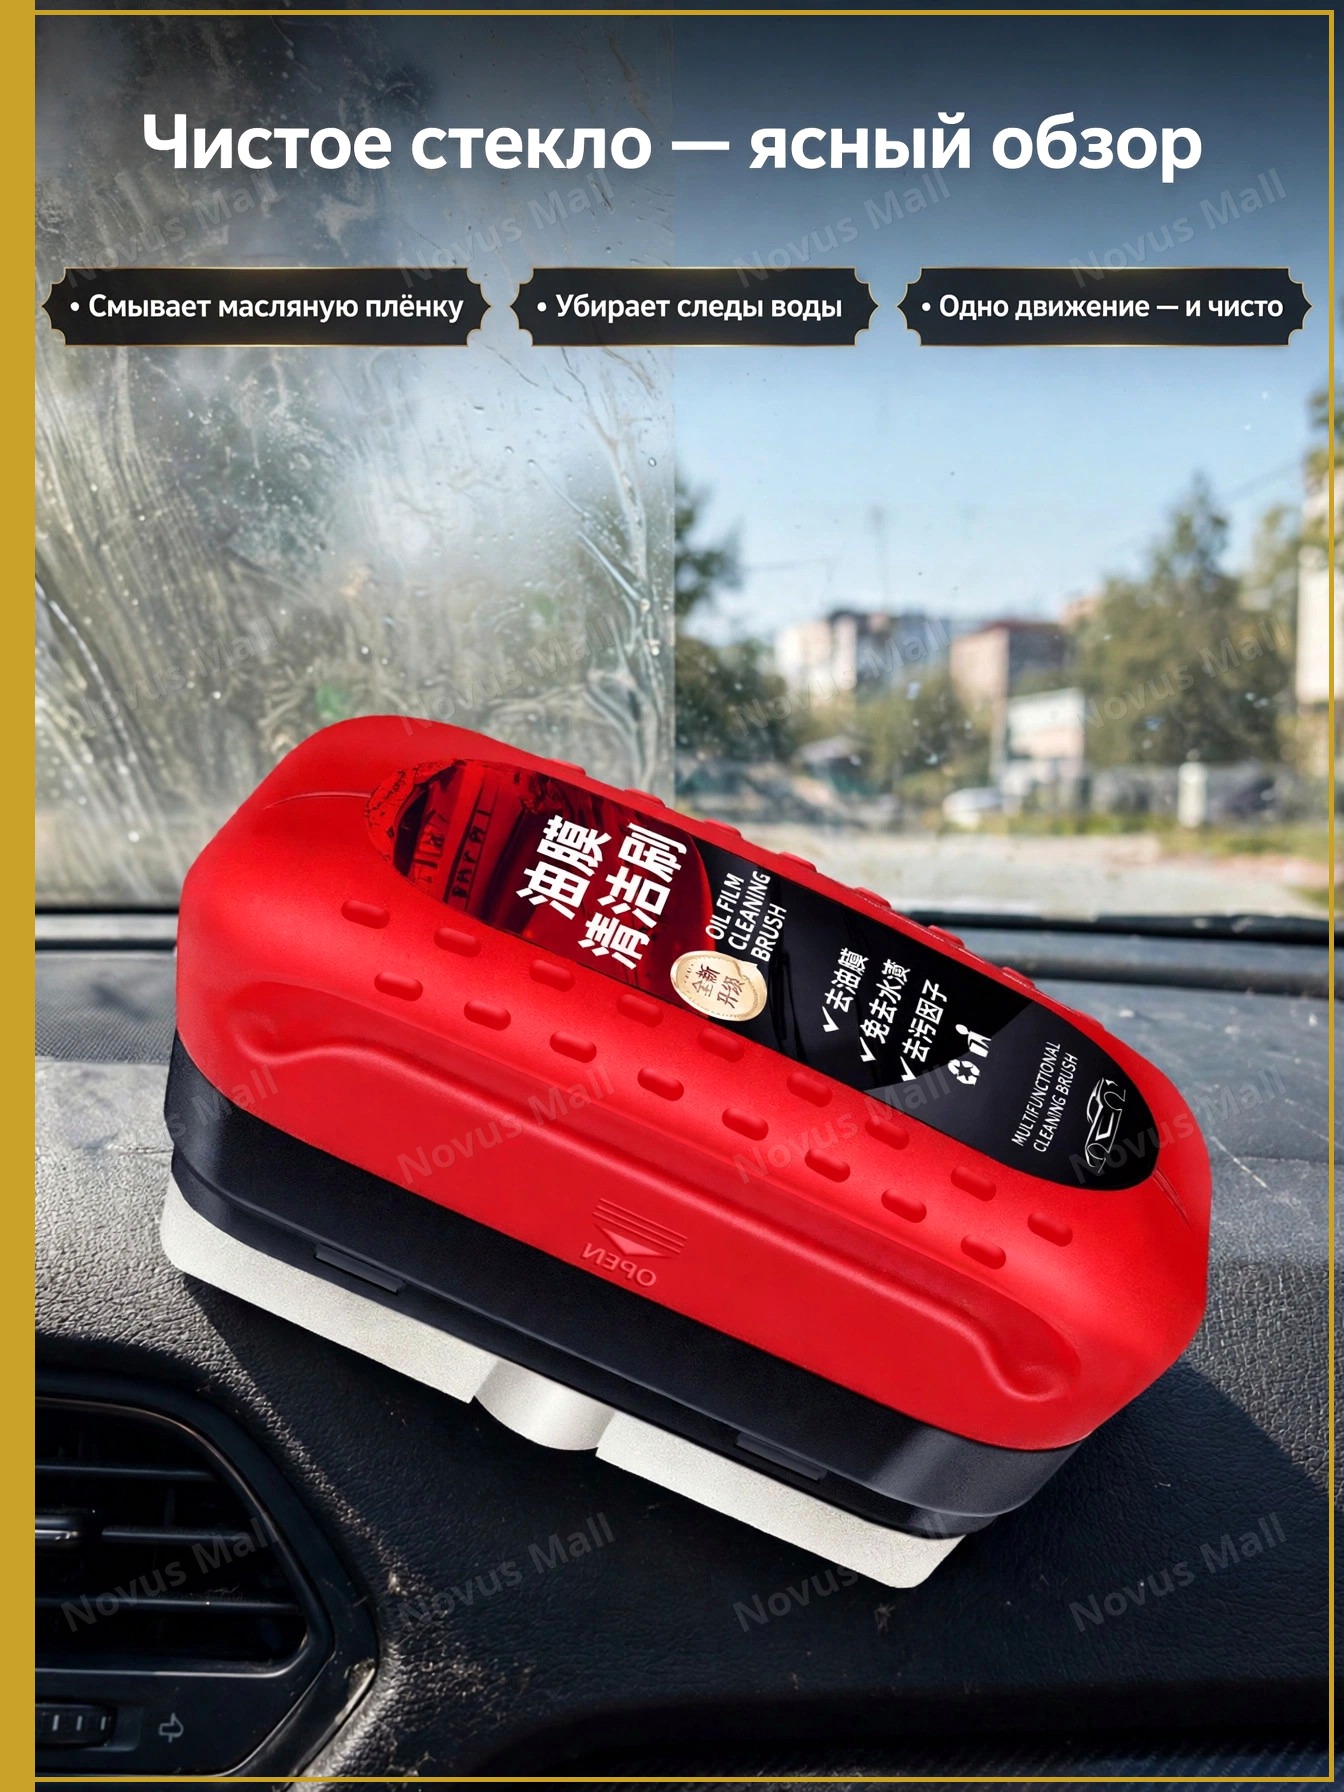 Чистое стекло — ясный обзор
• Смывает масляную плёнку
• Убирает следы воды
• Одно движение — и чисто
油膜
清洁刷
OIL FILM
CLEANING
BRUSH
全新
升级
✓去油膜
✓免去水渍
✓去污因子
MULTIFUNCTIONAL
CLEANING BRUSH
OPEN
Novus Mall